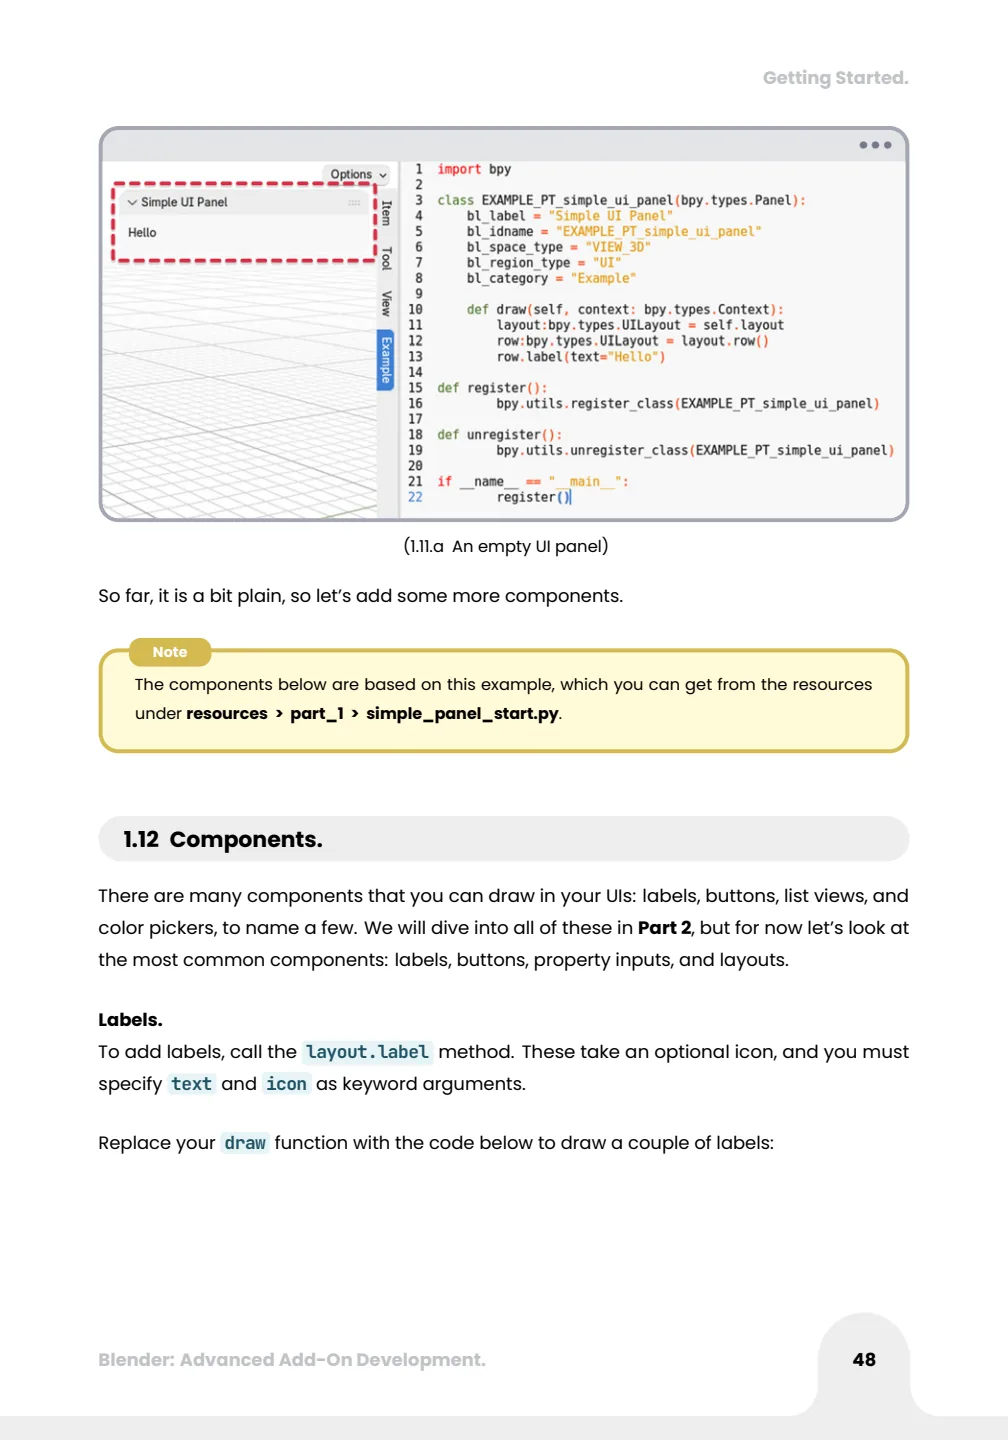 Getting Started.
Options
Simple UI Panel
Hello
Item
Tool
View
Example
1 import bpy
2
3 class EXAMPLE_PT_simple_ui_panel(bpy.types.Panel):
4     bl_label = "Simple UI Panel"
5     bl_idname = "EXAMPLE_PT_simple_ui_panel"
6     bl_space_type = "VIEW_3D"
7     bl_region_type = "UI"
8     bl_category = "Example"
9
10     def draw(self, context: bpy.types.Context):
11         layout:bpy.types.UILayout = self.layout
12         row:bpy.types.UILayout = layout.row()
13         row.label(text="Hello")
14
15 def register():
16         bpy.utils.register_class(EXAMPLE_PT_simple_ui_panel)
17
18 def unregister():
19         bpy.utils.unregister_class(EXAMPLE_PT_simple_ui_panel)
20
21 if __name__ == "__main__":
22         register()
(1.11.a An empty UI panel)
So far, it is a bit plain, so let's add some more components.
Note
The components below are based on this example, which you can get from the resources
under resources > part_1 > simple_panel_start.py.
1.12 Components.
There are many components that you can draw in your UIs: labels, buttons, list views, and
color pickers, to name a few. We will dive into all of these in Part 2, but for now let's look at
the most common components: labels, buttons, property inputs, and layouts.
Labels.
To add labels, call the layout.label method. These take an optional icon, and you must
specify text and icon as keyword arguments.
Replace your draw function with the code below to draw a couple of labels:
Blender: Advanced Add-On Development.
48